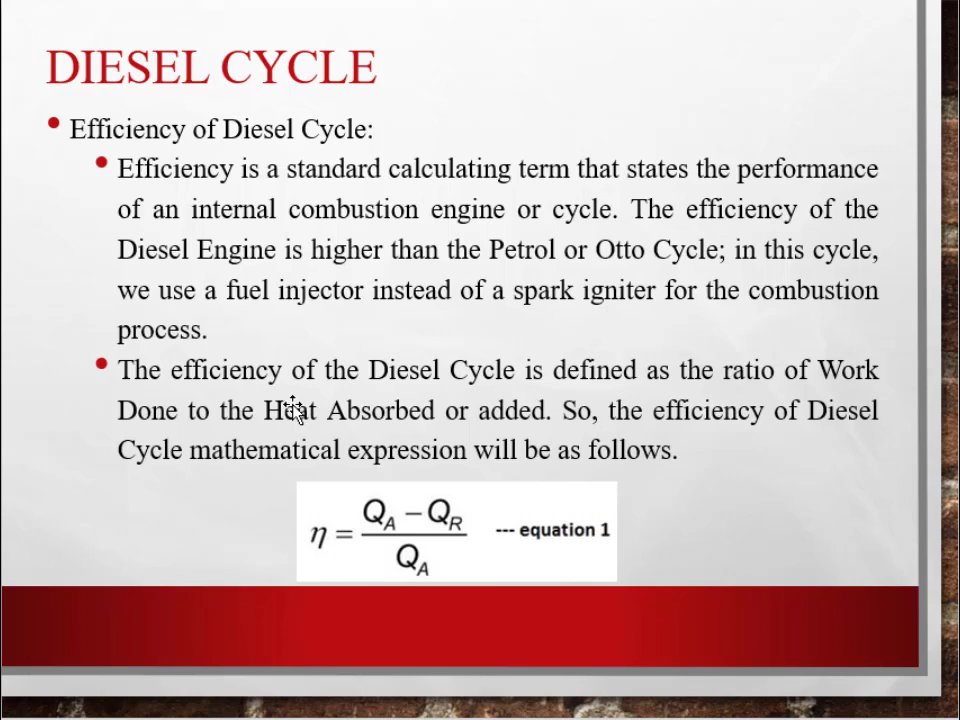 DIESEL CYCLE
• Efficiency of Diesel Cycle:
• Efficiency is a standard calculating term that states the performance
of an internal combustion engine or cycle. The efficiency of the
Diesel Engine is higher than the Petrol or Otto Cycle; in this cycle,
we use a fuel injector instead of a spark igniter for the combustion
process.
• The efficiency of the Diesel Cycle is defined as the ratio of Work
Done to the Heat Absorbed or added. So, the efficiency of Diesel
Cycle mathematical expression will be as follows.
η = (Q_A − Q_R) / Q_A --- equation 1